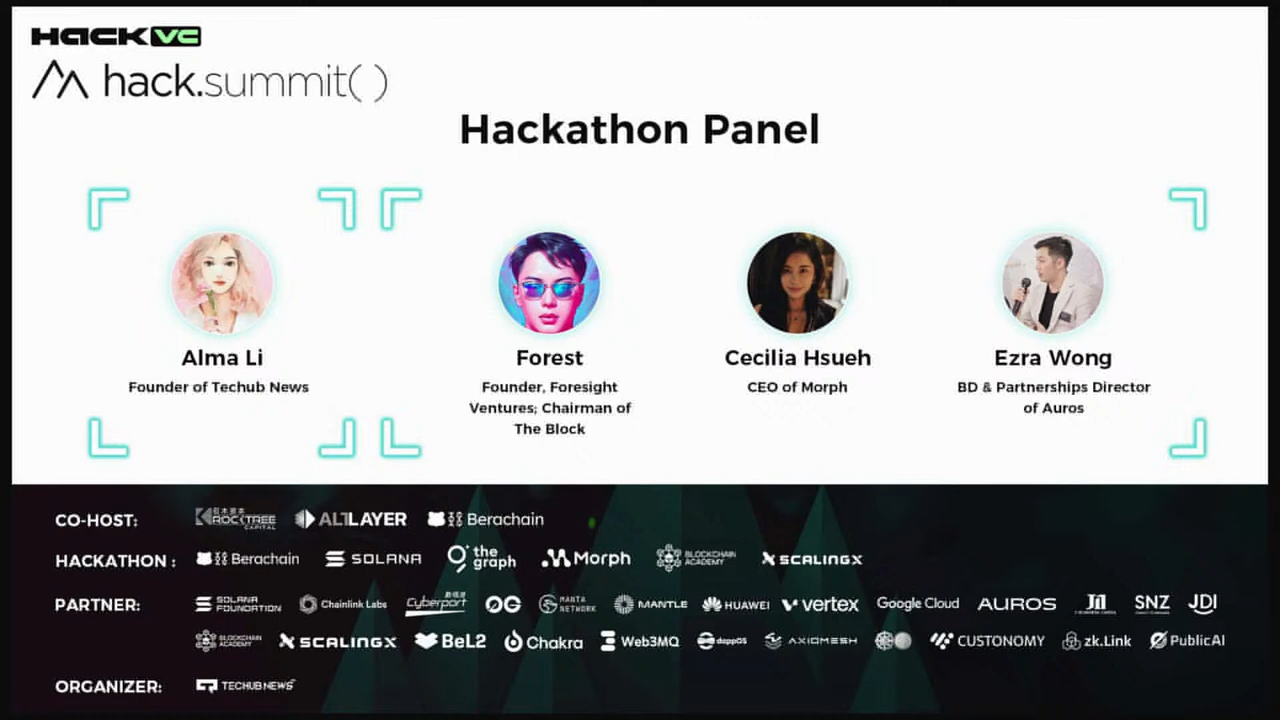 HACK VC
hack.summit( )
Hackathon Panel
Alma Li
Founder of Techub News
Forest
Founder, Foresight
Ventures; Chairman of
The Block
Cecilia Hsueh
CEO of Morph
Ezra Wong
BD & Partnerships Director
of Auros
CO-HOST:
ROCKTREE CAPITAL
ALTLAYER
Berachain
HACKATHON :
Berachain
SOLANA
the graph
Morph
BLOCKCHAIN ACADEMY
SCALINGX
PARTNER:
SOLANA FOUNDATION
Chainlink Labs
Cyberport
0G
MANTA NETWORK
MANTLE
HUAWEI
vertex
Google Cloud
AUROS
SNZ
JDI
BLOCKCHAIN ACADEMY
SCALINGX
BeL2
Chakra
Web3MQ
dappOS
AXIOMESH
CUSTONOMY
zk.Link
PublicAI
ORGANIZER:
TECHUB NEWS